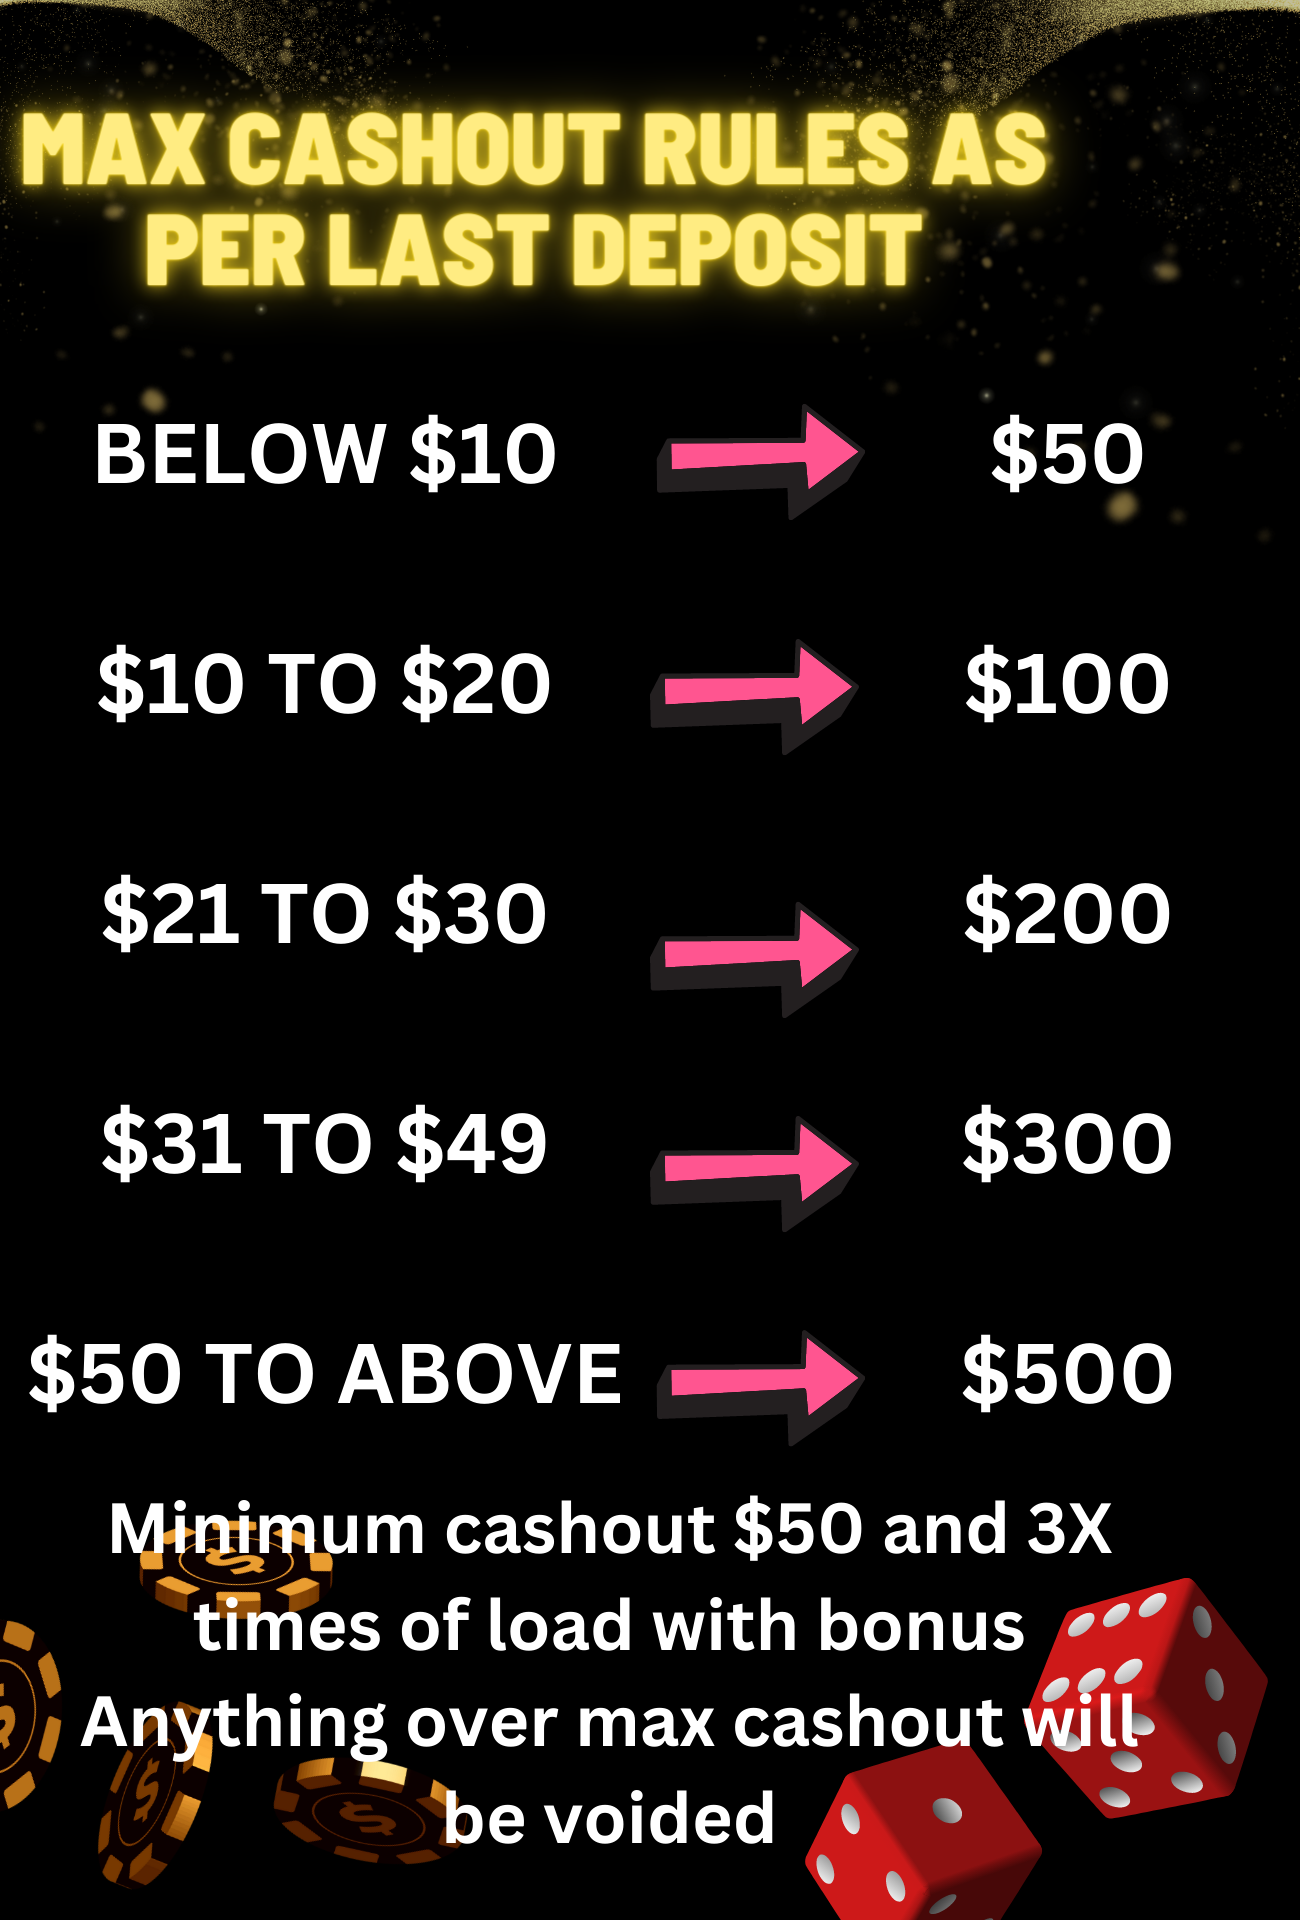 MAX CASHOUT RULES AS
PER LAST DEPOSIT
BELOW $10 $50
$10 TO $20 $100
$21 TO $30 $200
$31 TO $49 $300
$50 TO ABOVE $500
Minimum cashout $50 and 3X
times of load with bonus
Anything over max cashout will
be voided